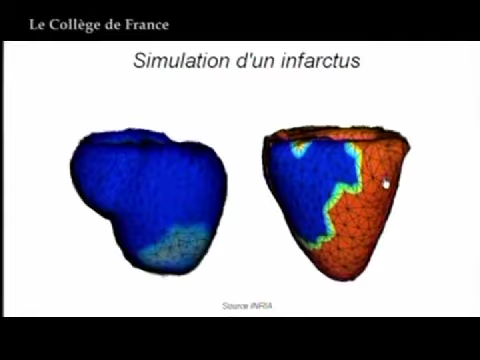 Le Collège de France
Simulation d'un infarctus
Source INRIA